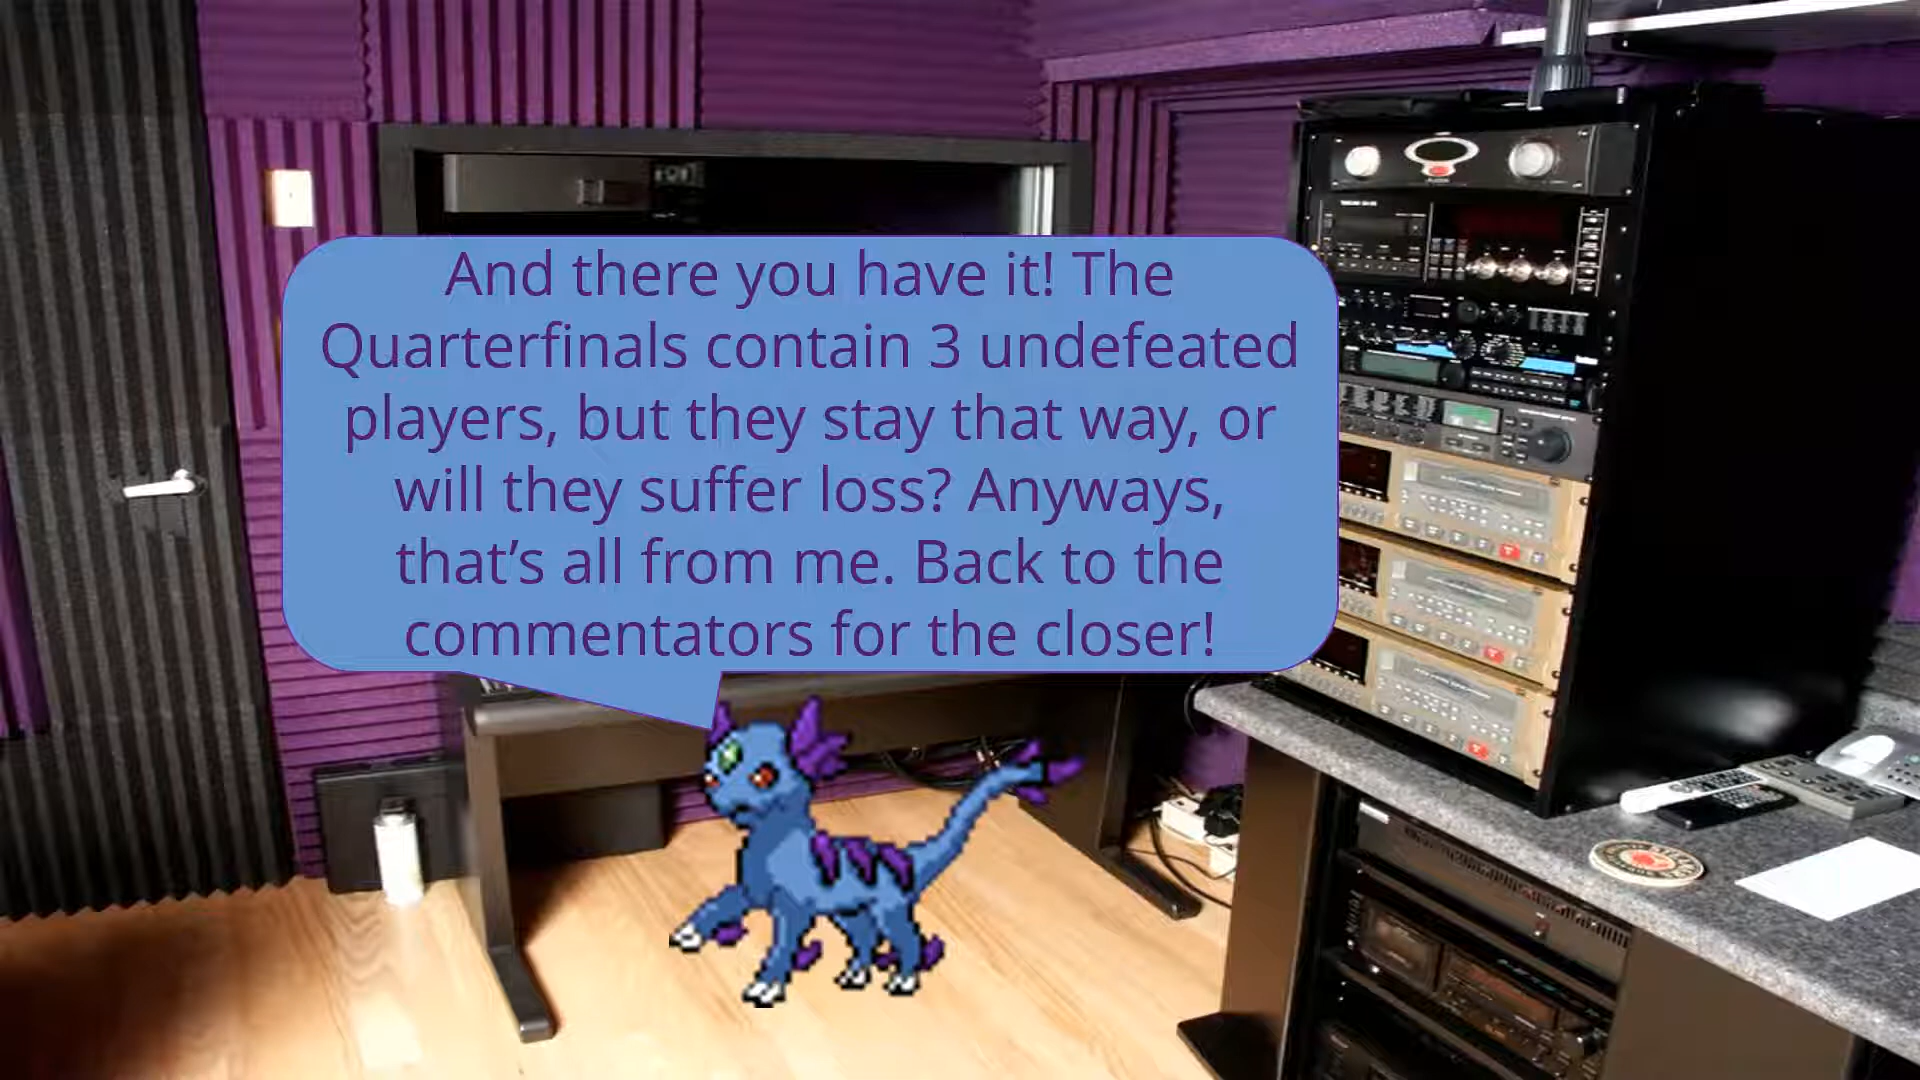 And there you have it! The
Quarterfinals contain 3 undefeated
players, but they stay that way, or
will they suffer loss? Anyways,
that’s all from me. Back to the
commentators for the closer!